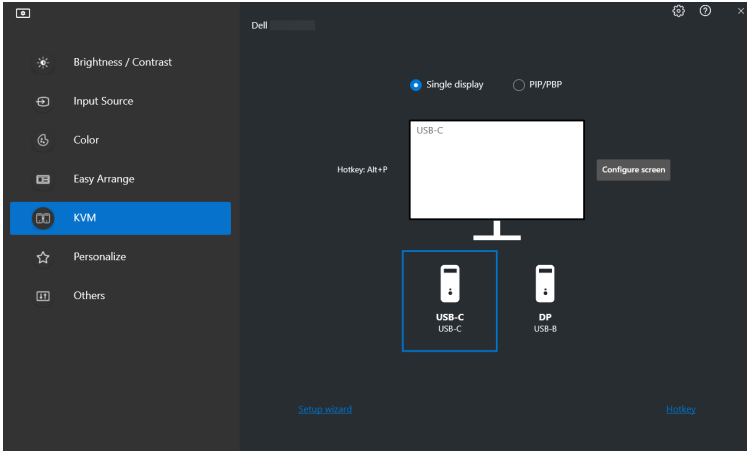 Dell
Brightness / Contrast
Input Source
Color
Easy Arrange
KVM
Personalize
Others
Single display
PIP/PBP
USB-C
Hotkey: Alt+P
Configure screen
USB-C
USB-C
DP
USB-B
Setup wizard
Hotkey